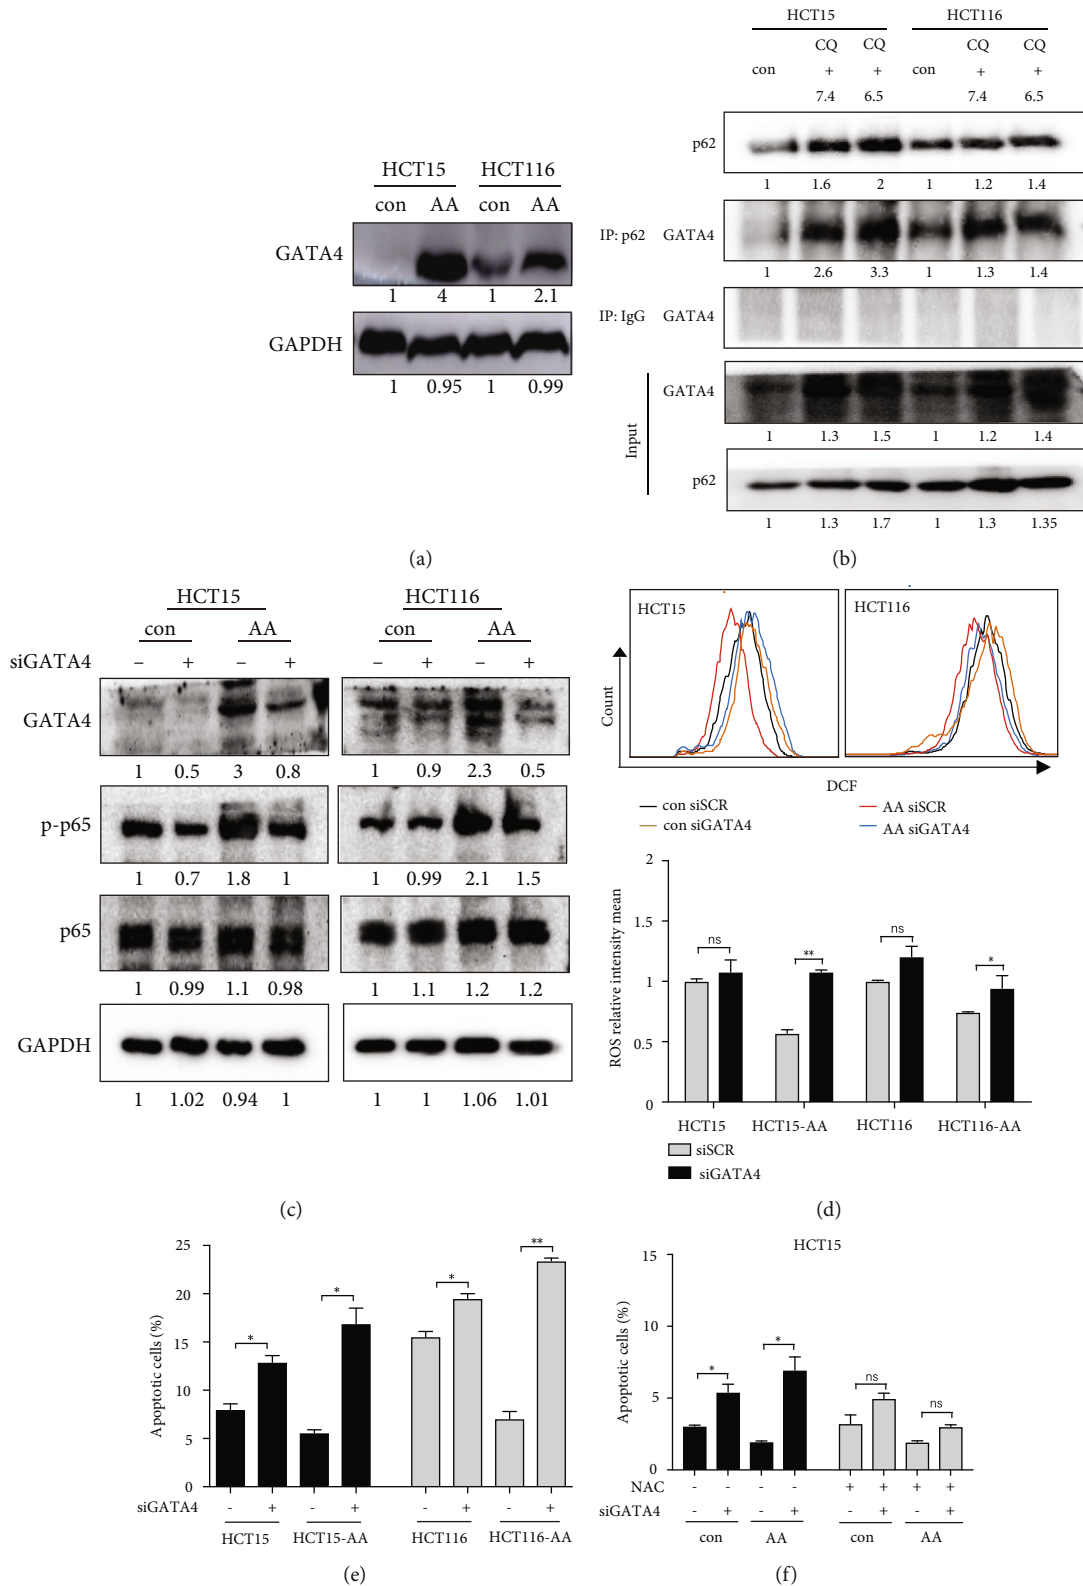 HCT15 HCT116
con AA con AA
GATA4
1 4 1 2.1
GAPDH
1 0.95 1 0.99
(a)
HCT15 HCT116
CQ CQ CQ CQ
con + + con + +
7.4 6.5 7.4 6.5
p62
1 1.6 2 1 1.2 1.4
IP: p62 GATA4
1 2.6 3.3 1 1.3 1.4
IP: IgG GATA4
Input
GATA4
1 1.3 1.5 1 1.2 1.4
p62
1 1.3 1.7 1 1.3 1.35
(b)
HCT15 HCT116
con AA con AA
siGATA4 – + – + – + – +
GATA4
1 0.5 3 0.8 1 0.9 2.3 0.5
p-p65
1 0.7 1.8 1 1 0.99 2.1 1.5
p65
1 0.99 1.1 0.98 1 1.1 1.2 1.2
GAPDH
1 1.02 0.94 1 1 1 1.06 1.01
(c)
HCT15 HCT116
Count
DCF
con siSCR AA siSCR
con siGATA4 AA siGATA4
ROS relative intensity mean
2
1.5
1
0.5
0
ns ** ns *
HCT15 HCT15-AA HCT116 HCT116-AA
siSCR
siGATA4
(d)
Apoptotic cells (%)
25
20
15
10
5
0
* * * **
siGATA4 - + - + - + - +
HCT15 HCT15-AA HCT116 HCT116-AA
(e)
HCT15
Apoptotic cells (%)
15
10
5
0
* * ns ns
NAC - - - - + + + +
siGATA4 - + - + - + - +
con AA con AA
(f)